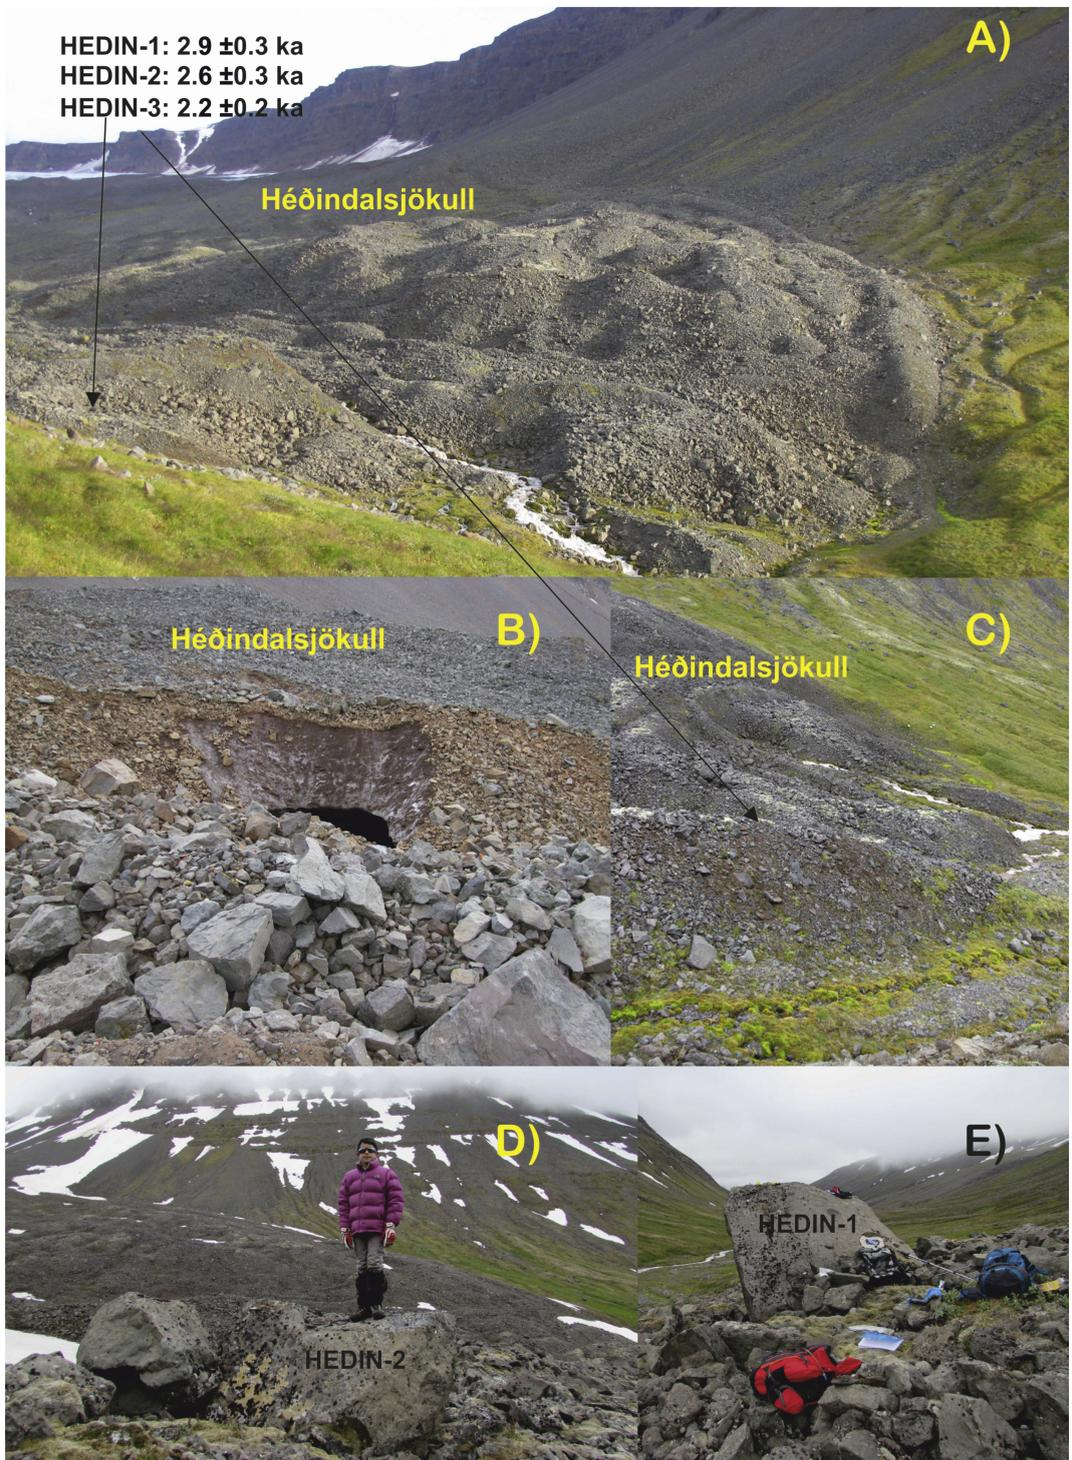 HEDIN-1: 2.9 ±0.3 ka
HEDIN-2: 2.6 ±0.3 ka
HEDIN-3: 2.2 ±0.2 ka
A)
Héðindalsjökull
Héðindalsjökull
B)
C)
Héðindalsjökull
D)
HEDIN-2
E)
HEDIN-1